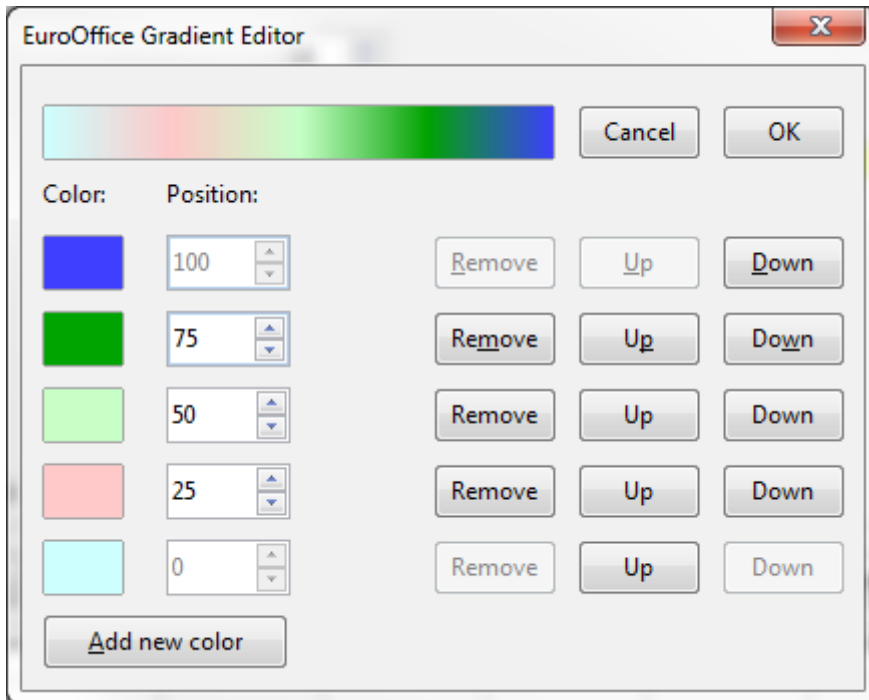 EuroOffice Gradient Editor
Cancel OK
Color: Position:
100 Remove Up Down
75 Remove Up Down
50 Remove Up Down
25 Remove Up Down
0 Remove Up Down
Add new color